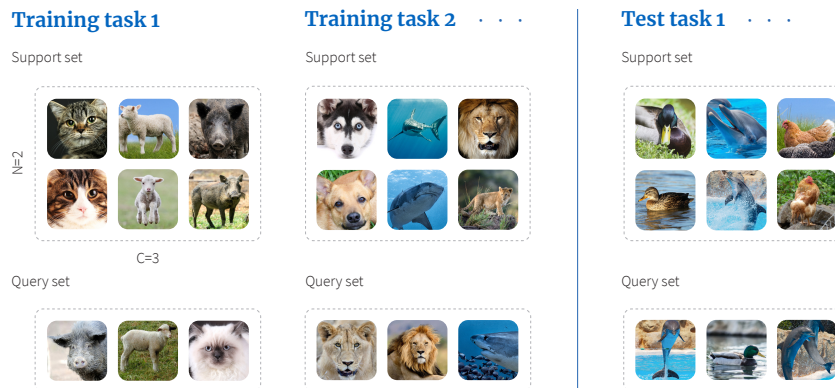 Training task 1
Training task 2 · · ·
Test task 1 · · ·
Support set
Support set
Support set
N=2
C=3
Query set
Query set
Query set